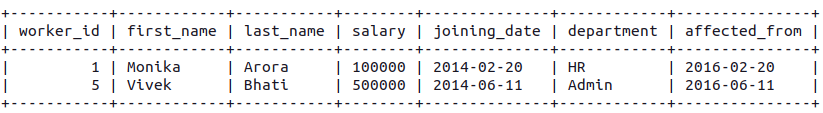 +-----------+------------+-----------+--------+--------------+------------+---------------+
| worker_id | first_name | last_name | salary | joining_date | department | affected_from |
+-----------+------------+-----------+--------+--------------+------------+---------------+
|         1 | Monika     | Arora     | 100000 | 2014-02-20   | HR         | 2016-02-20    |
|         5 | Vivek      | Bhati     | 500000 | 2014-06-11   | Admin      | 2016-06-11    |
+-----------+------------+-----------+--------+--------------+------------+---------------+